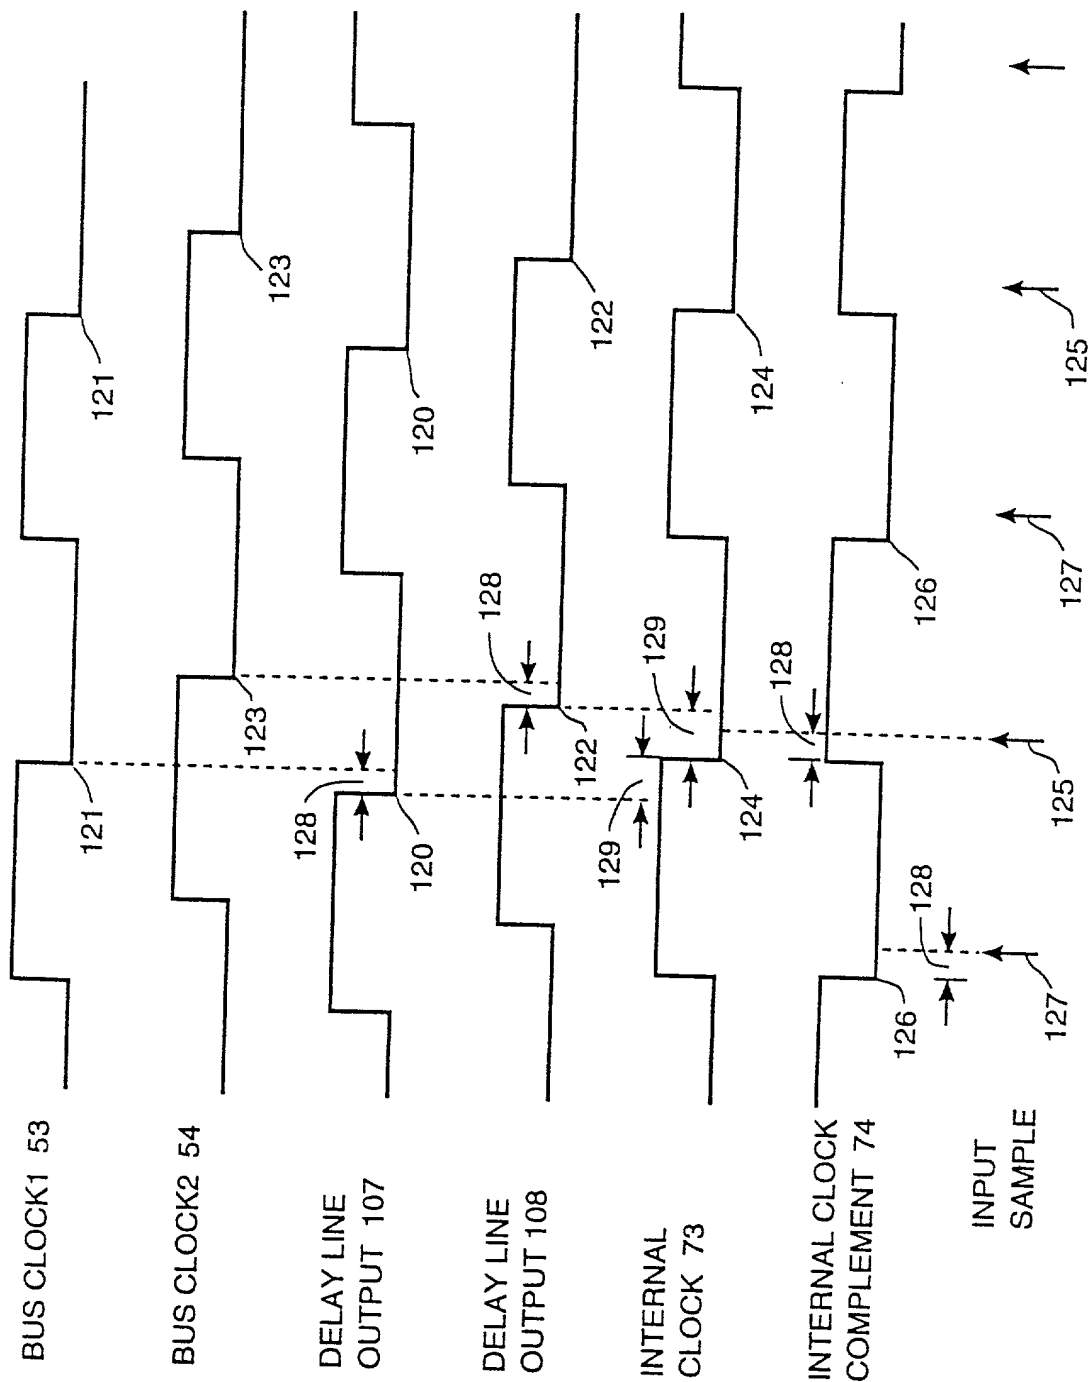 BUS CLOCK1 53
121
121
BUS CLOCK2 54
123
123
DELAY LINE
OUTPUT 107
128
120
120
DELAY LINE
OUTPUT 108
122
128
122
INTERNAL
CLOCK 73
129
124
129
124
INTERNAL CLOCK
COMPLEMENT 74
126
128
128
126
INPUT
SAMPLE
127
125
127
125